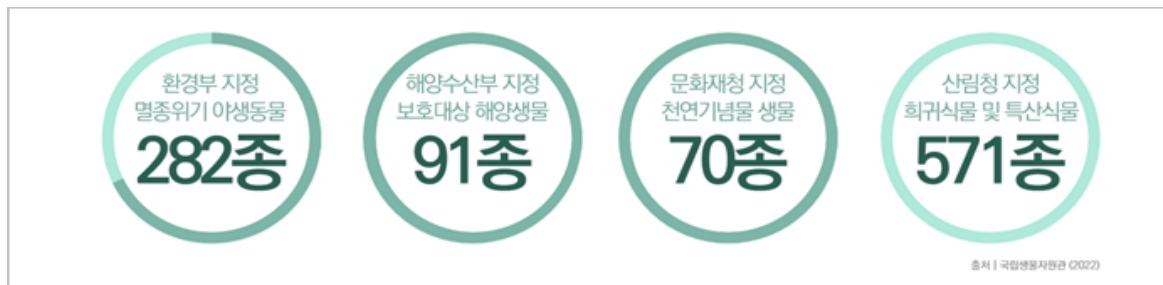 환경부 지정
멸종위기 야생동물
282종
해양수산부 지정
보호대상 해양생물
91종
문화재청 지정
천연기념물 생물
70종
산림청 지정
희귀식물 및 특산식물
571종
출처 | 국립생물자원관 (2022)